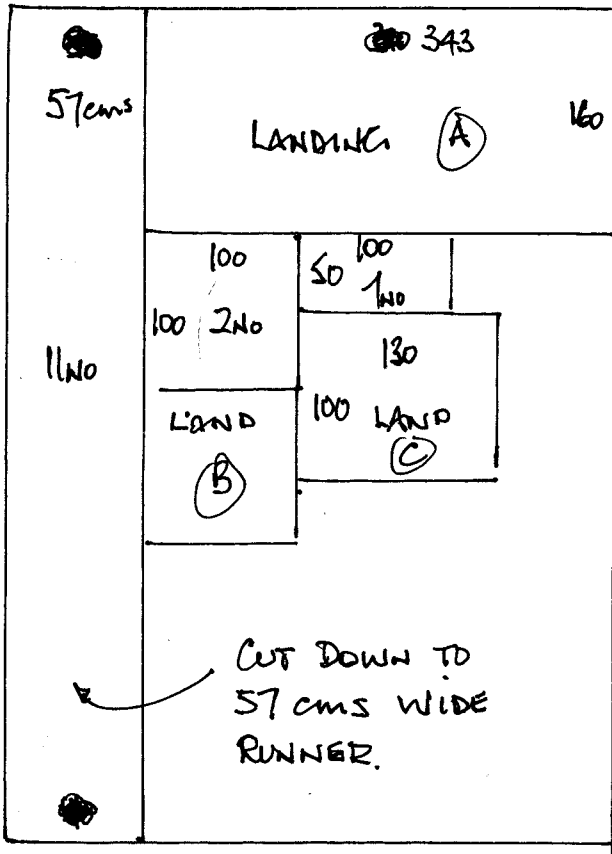 343
57cms
LANDING A
160
100
50 100
1NO
100 2NO
130
11NO
LAND
B
100 LAND
C
CUT DOWN TO
57 cms WIDE
RUNNER.